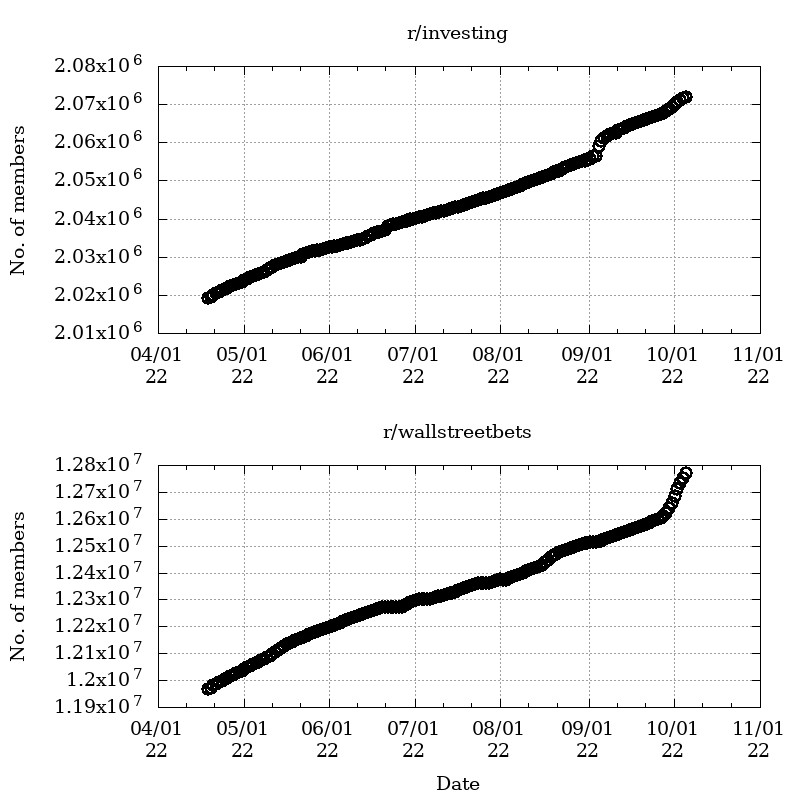 r/investing
2.08x10^6
2.07x10^6
2.06x10^6
2.05x10^6
2.04x10^6
2.03x10^6
2.02x10^6
2.01x10^6
No. of members
04/01 05/01 06/01 07/01 08/01 09/01 10/01 11/01
22 22 22 22 22 22 22 22
r/wallstreetbets
1.28x10^7
1.27x10^7
1.26x10^7
1.25x10^7
1.24x10^7
1.23x10^7
1.22x10^7
1.21x10^7
1.2x10^7
1.19x10^7
No. of members
04/01 05/01 06/01 07/01 08/01 09/01 10/01 11/01
22 22 22 22 22 22 22 22
Date